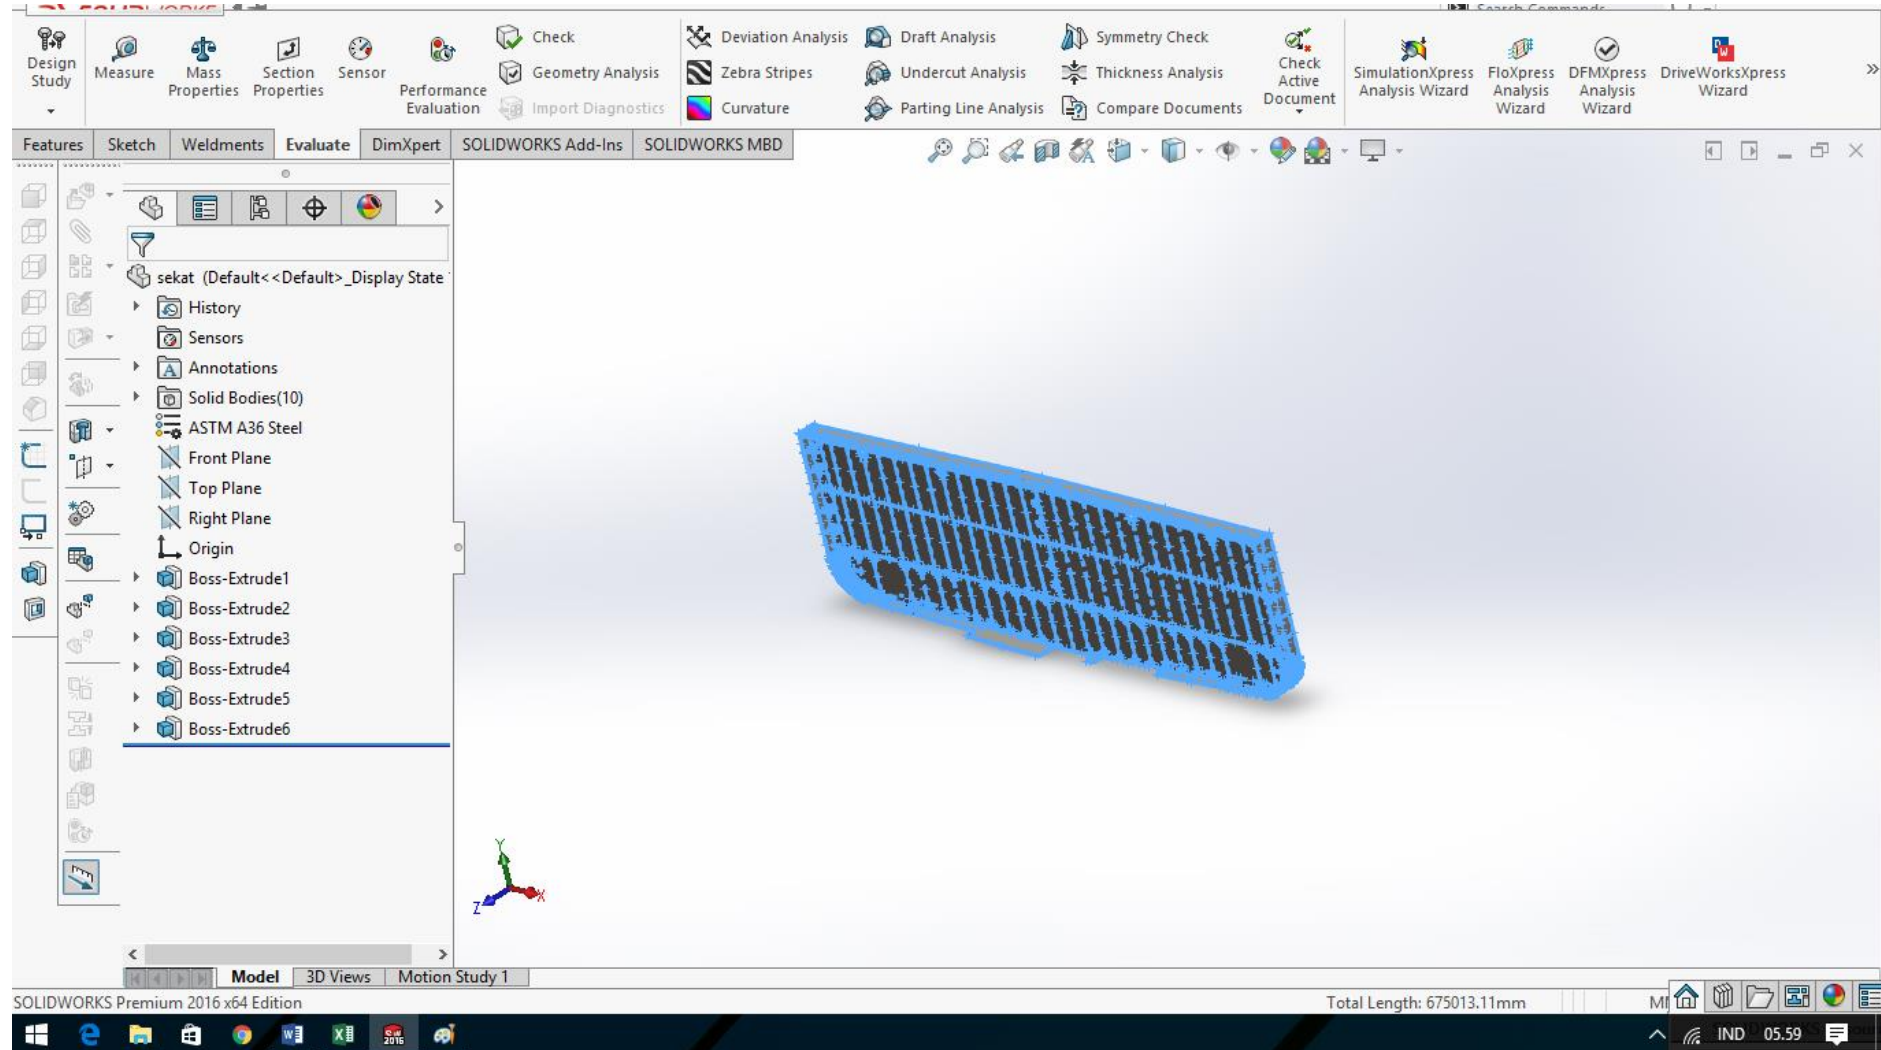 SOLIDWORKS
Search Commands
Design Study
Measure
Mass Properties
Section Properties
Sensor
Performance Evaluation
Check
Geometry Analysis
Import Diagnostics
Deviation Analysis
Zebra Stripes
Curvature
Draft Analysis
Undercut Analysis
Parting Line Analysis
Symmetry Check
Thickness Analysis
Compare Documents
Check Active Document
SimulationXpress Analysis Wizard
FloXpress Analysis Wizard
DFMXpress Analysis Wizard
DriveWorksXpress Wizard
Features Sketch Weldments Evaluate DimXpert SOLIDWORKS Add-Ins SOLIDWORKS MBD
sekat (Default<<Default>_Display State
History
Sensors
Annotations
Solid Bodies(10)
ASTM A36 Steel
Front Plane
Top Plane
Right Plane
Origin
Boss-Extrude1
Boss-Extrude2
Boss-Extrude3
Boss-Extrude4
Boss-Extrude5
Boss-Extrude6
Y
X
Z
Model 3D Views Motion Study 1
SOLIDWORKS Premium 2016 x64 Edition
Total Length: 675013.11mm
IND 05.59